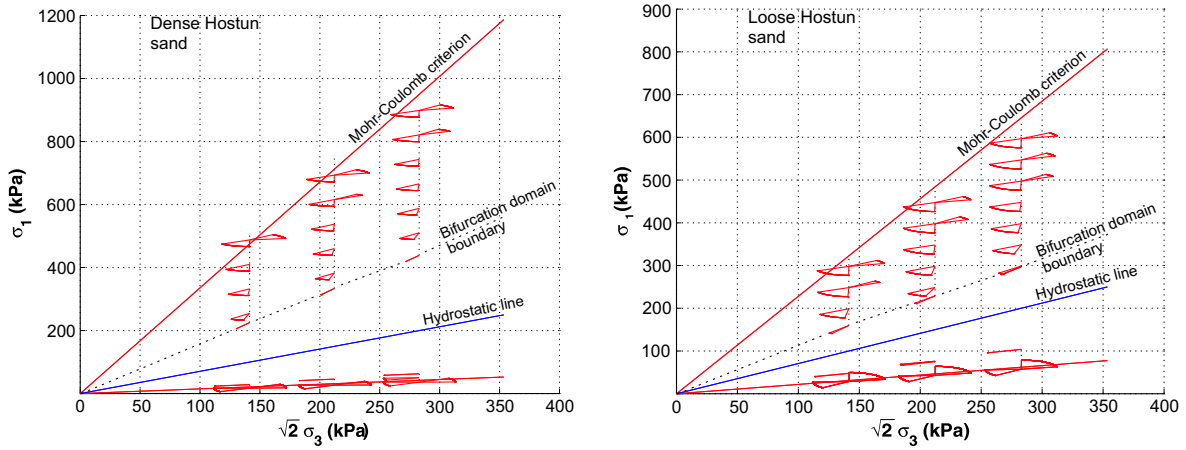 Dense Hostun
sand
1200
1000
800
600
400
200
σ1 (kPa)
Mohr-Coulomb criterion
Bifurcation domain
boundary
Hydrostatic line
0
50
100
150
200
250
300
350
400
√2 σ3 (kPa)
Loose Hostun
sand
900
800
700
600
500
400
300
200
100
σ1 (kPa)
Mohr-Coulomb criterion
Bifurcation domain
boundary
Hydrostatic line
0
50
100
150
200
250
300
350
400
√2 σ3 (kPa)